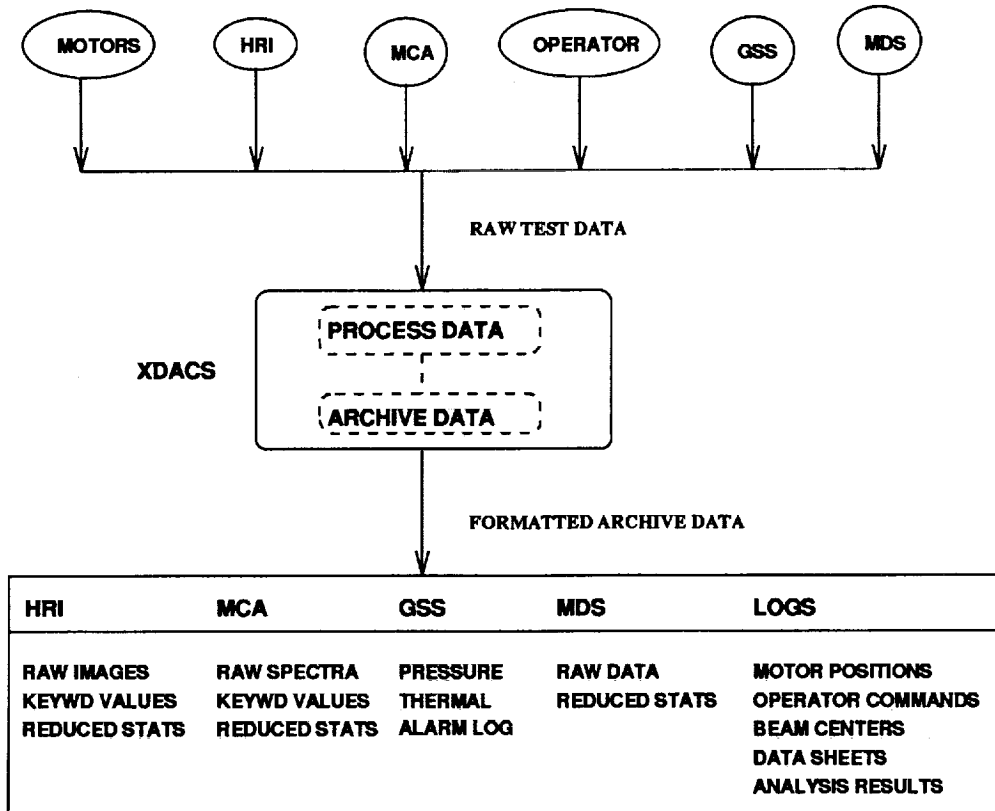 MOTORS HRI MCA OPERATOR GSS MDS
RAW TEST DATA
PROCESS DATA
XDACS
ARCHIVE DATA
FORMATTED ARCHIVE DATA
HRI MCA GSS MDS LOGS
RAW IMAGES RAW SPECTRA PRESSURE RAW DATA MOTOR POSITIONS
KEYWD VALUES KEYWD VALUES THERMAL REDUCED STATS OPERATOR COMMANDS
REDUCED STATS REDUCED STATS ALARM LOG BEAM CENTERS
DATA SHEETS
ANALYSIS RESULTS